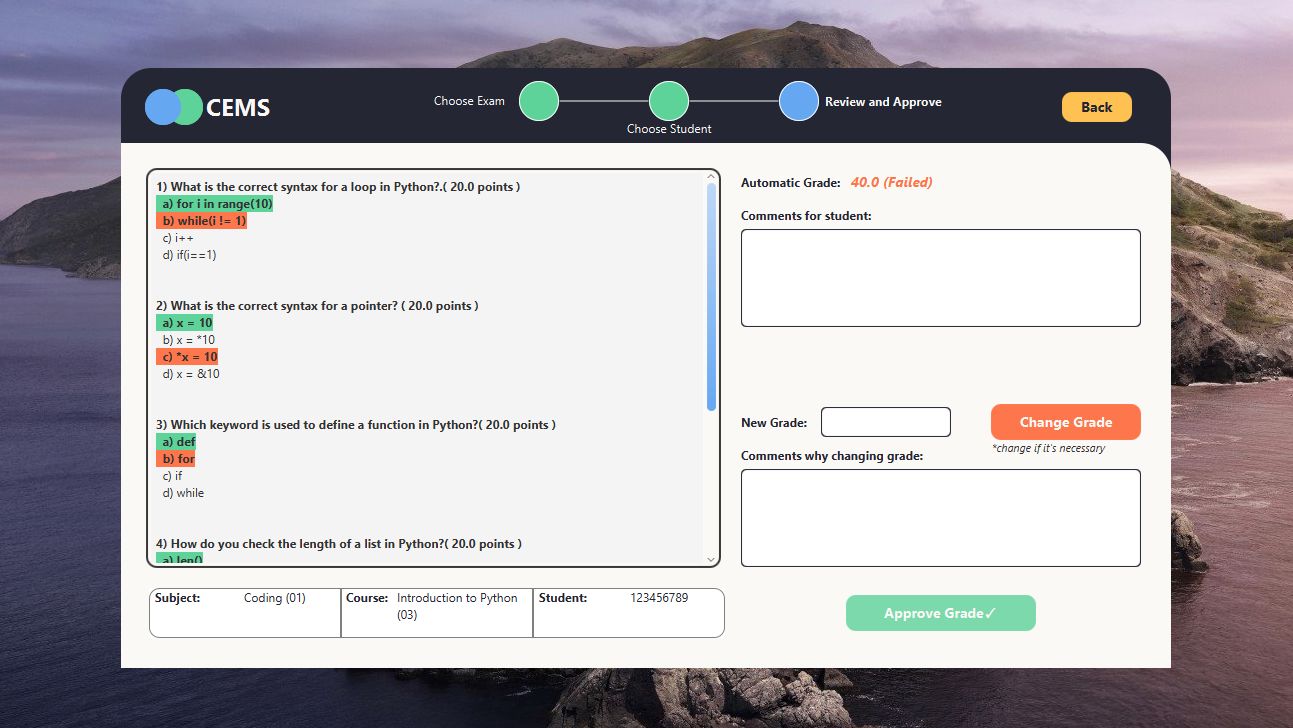 CEMS
Choose Exam
Choose Student
Review and Approve
Back
1) What is the correct syntax for a loop in Python?.( 20.0 points )
a) for i in range(10)
b) while(i != 1)
c) i++
d) if(i==1)
2) What is the correct syntax for a pointer? ( 20.0 points )
a) x = 10
b) x = *10
c) *x = 10
d) x = &10
3) Which keyword is used to define a function in Python?( 20.0 points )
a) def
b) for
c) if
d) while
4) How do you check the length of a list in Python?( 20.0 points )
a) len()
Subject: Coding (01)
Course: Introduction to Python
(03)
Student: 123456789
Automatic Grade: 40.0 (Failed)
Comments for student:
New Grade:
Change Grade
*change if it's necessary
Comments why changing grade:
Approve Grade✓